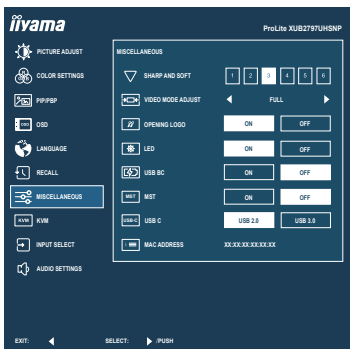 iiyama
ProLite XUB2797UHSNP
PICTURE ADJUST
COLOR SETTINGS
PIP/PBP
OSD
OSD
LANGUAGE
RECALL
MISCELLANEOUS
KVM
KVM
INPUT SELECT
AUDIO SETTINGS
MISCELLANEOUS
SHARP AND SOFT 1 2 3 4 5 6
VIDEO MODE ADJUST FULL
OPENING LOGO ON OFF
LED ON OFF
USB BC ON OFF
MST MST ON OFF
USB-C USB C USB 2.0 USB 3.0
MAC ADDRESS XX:XX:XX:XX:XX:XX
EXIT: SELECT: /PUSH